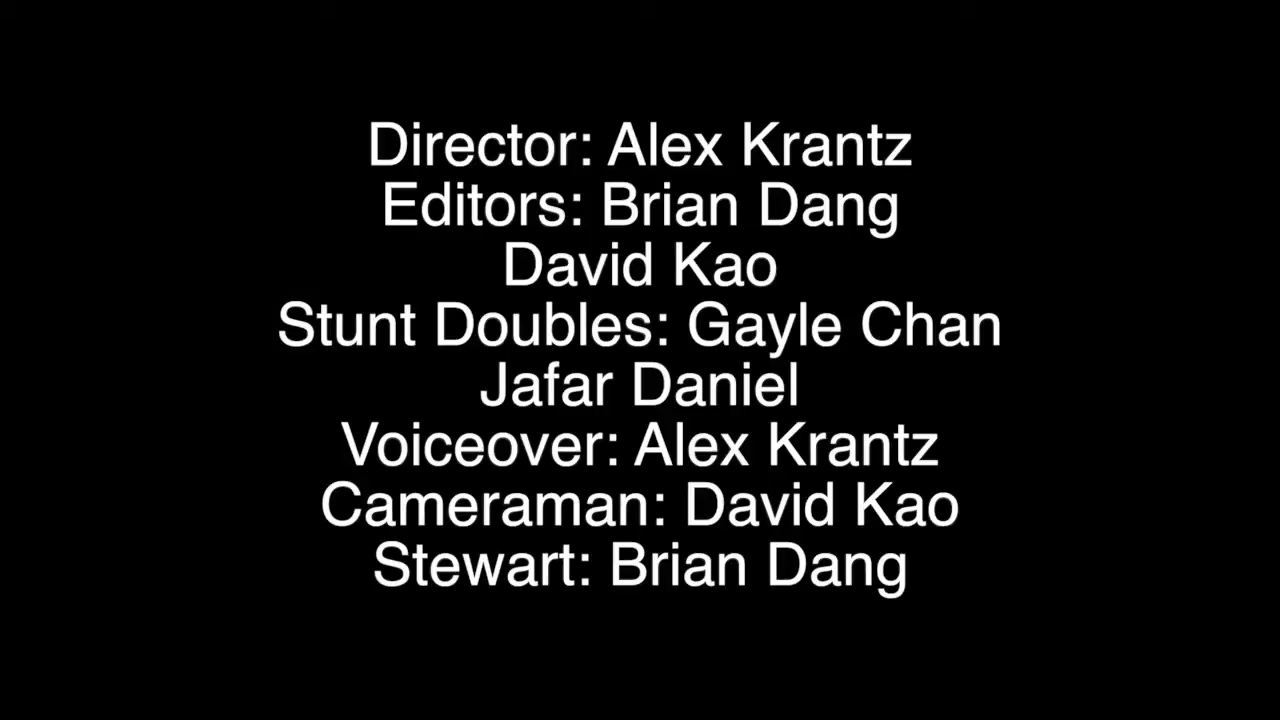 Director: Alex Krantz
Editors: Brian Dang
David Kao
Stunt Doubles: Gayle Chan
Jafar Daniel
Voiceover: Alex Krantz
Cameraman: David Kao
Stewart: Brian Dang